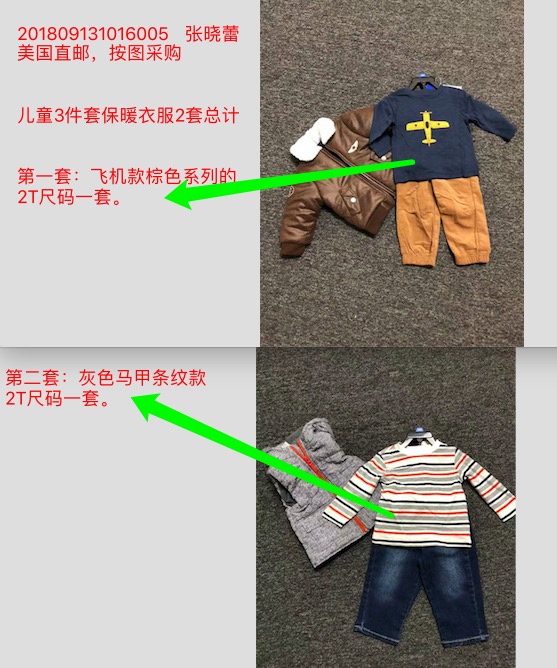 201809131016005   张晓蕾
美国直邮，按图采购
儿童3件套保暖衣服2套总计
第一套：飞机款棕色系列的
2T尺码一套。
第二套：灰色马甲条纹款
2T尺码一套。